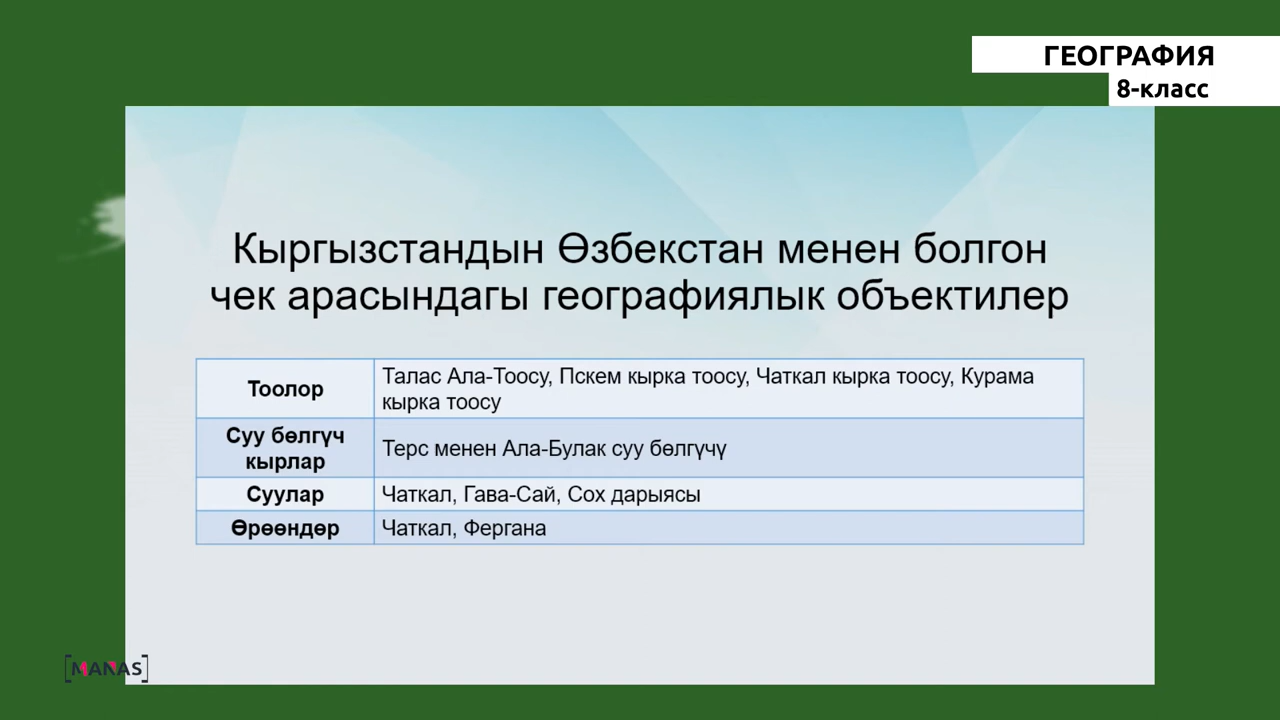 ГЕОГРАФИЯ
8-класс
Кыргызстандын Өзбекстан менен болгон
чек арасындагы географиялык объектилер
Тоолор
Талас Ала-Тоосу, Пскем кырка тоосу, Чаткал кырка тоосу, Курама
кырка тоосу
Суу бөлгүч
кырлар
Терс менен Ала-Булак суу бөлгүчү
Суулар
Чаткал, Гава-Сай, Сох дарыясы
Өрөөндөр
Чаткал, Фергана
[MANAS]